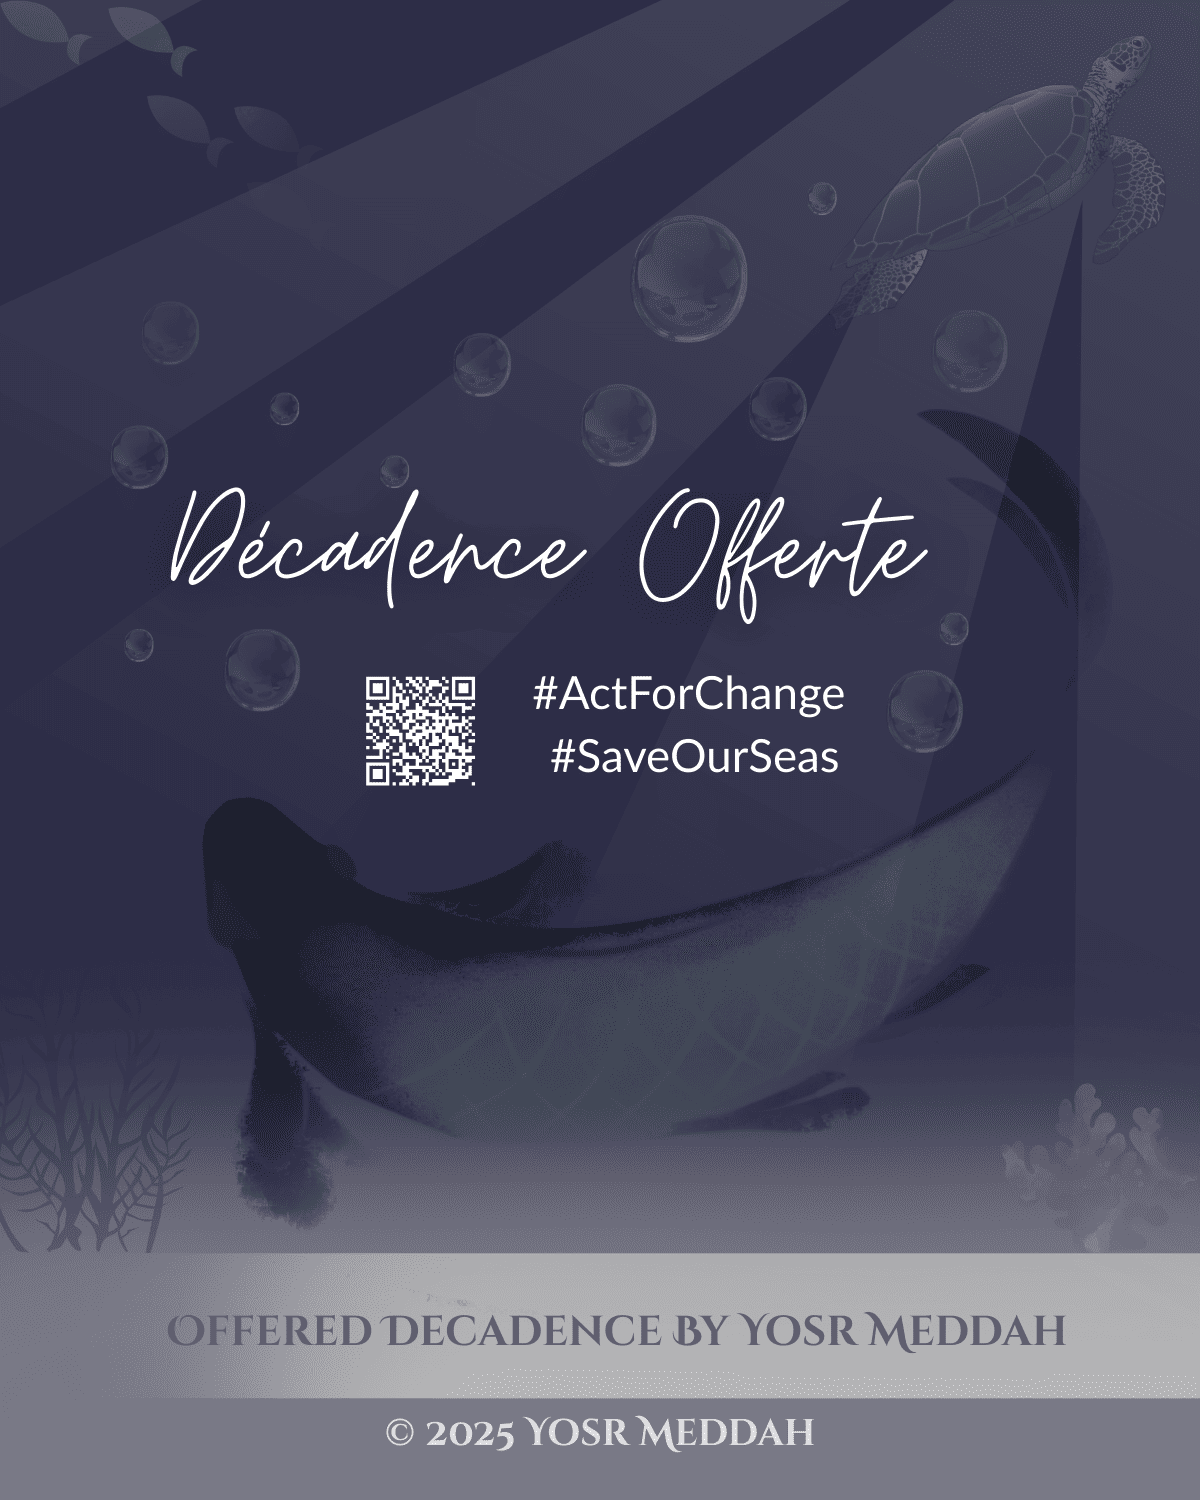 Décadence Offerte
#ActForChange
#SaveOurSeas
Offered Decadence By Yosr Meddah
© 2025 Yosr Meddah